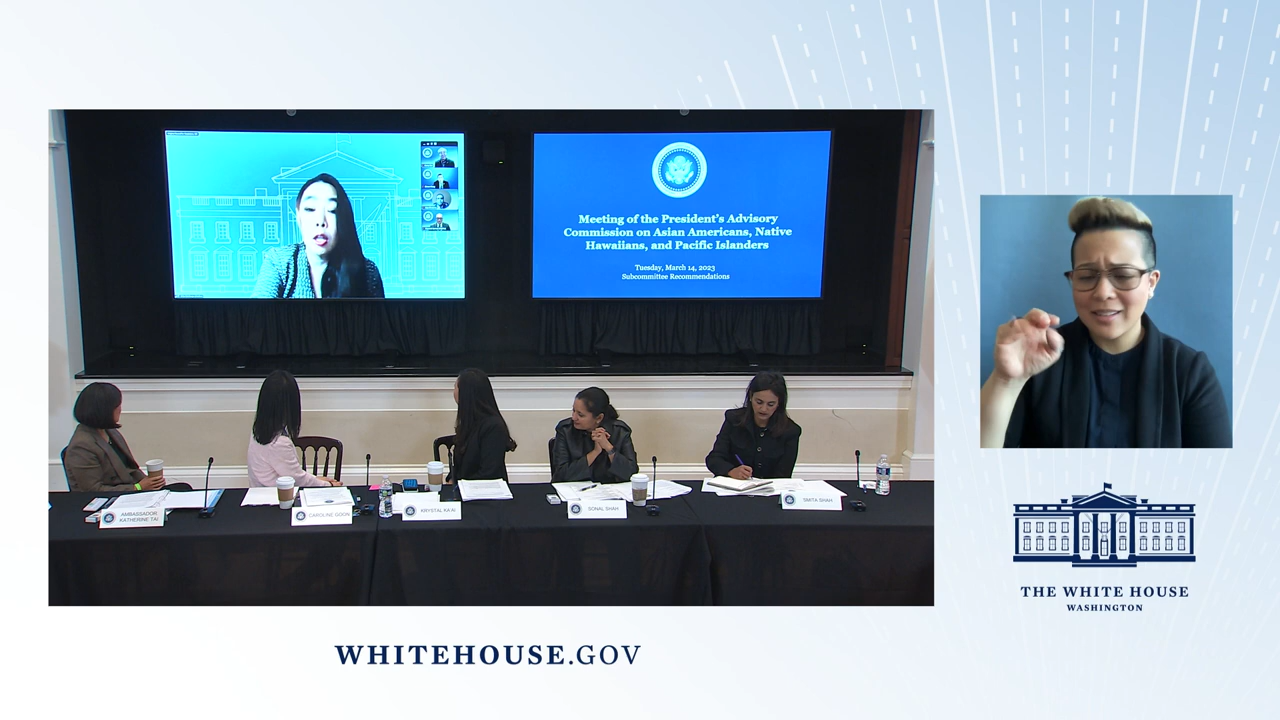 Meeting of the President's Advisory
Commission on Asian Americans, Native
Hawaiians, and Pacific Islanders
Tuesday, March 14, 2023
Subcommittee Recommendations
AMBASSADOR
KATHERINE TAI
CAROLINE GOON
KRYSTAL KA'AI
SONAL SHAH
SMITA SHAH
THE WHITE HOUSE
WASHINGTON
WHITEHOUSE.GOV